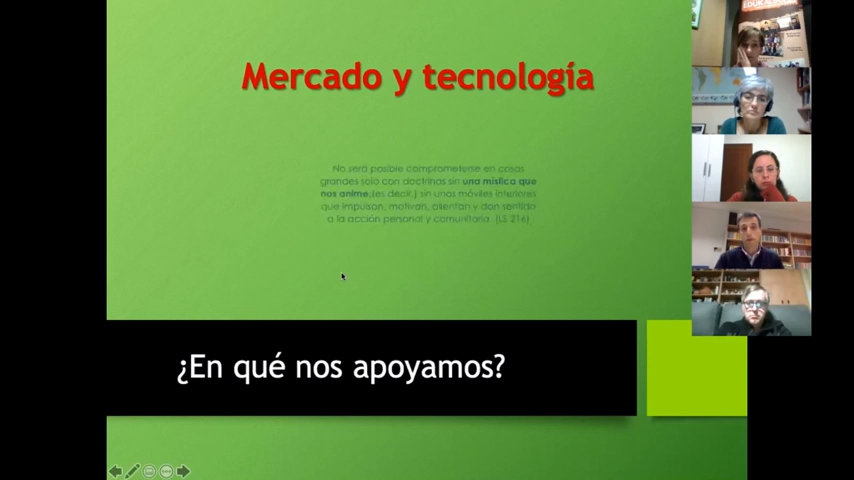 Mercado y tecnología
No será posible comprometerse en cosas
grandes solo con doctrinas sin una mística que
nos anime, (es decir,) sin unos móviles interiores
que impulsan, motivan, alientan y dan sentido
a la acción personal y comunitaria. (LS 216)
¿En qué nos apoyamos?